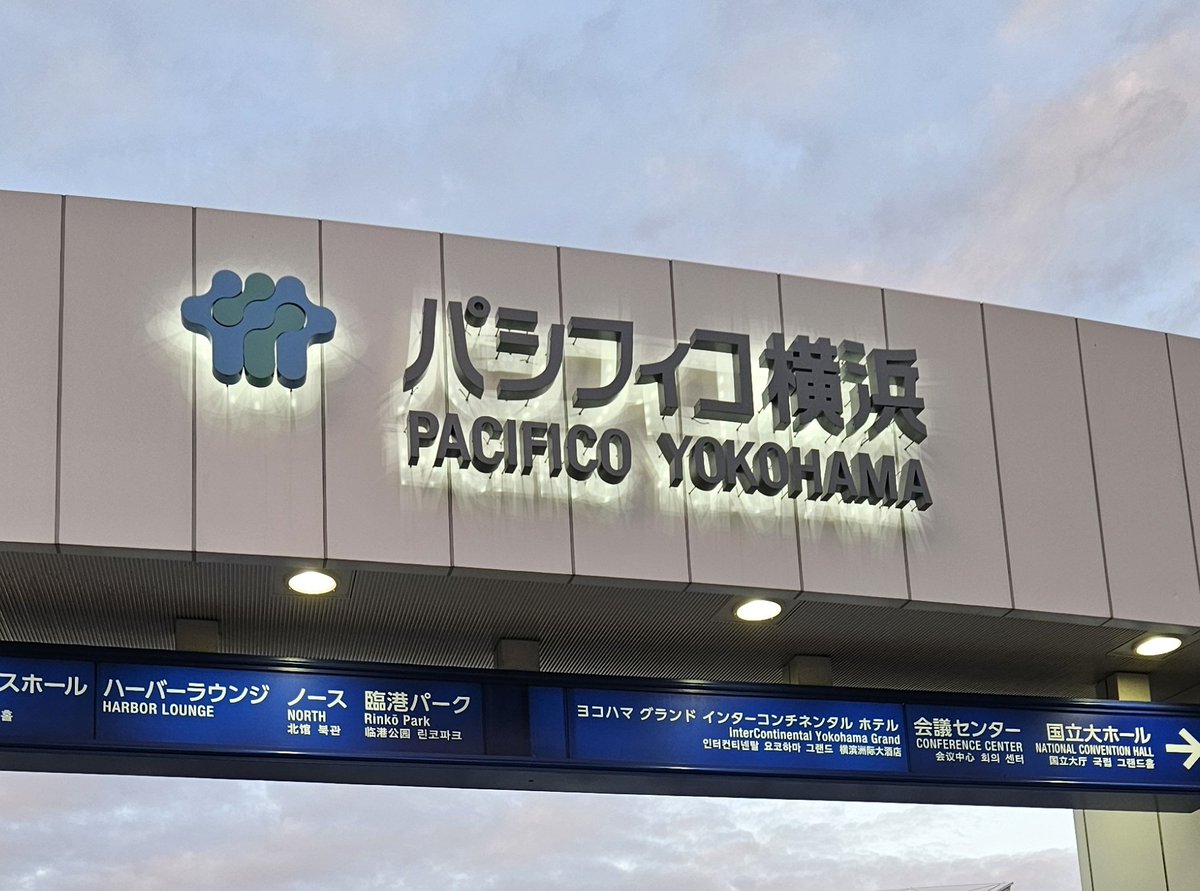 パシフィコ横浜
PACIFICO YOKOHAMA
スホール
홀
ハーバーラウンジ
HARBOR LOUNGE
ノース
NORTH
北馆 북관
臨港パーク
Rinkō Park
临港公园 린코파크
ヨコハマ グランド インターコンチネンタル ホテル
InterContinental Yokohama Grand
인터컨티넨탈 요코하마 그랜드 横滨洲际大酒店
会議センター
CONFERENCE CENTER
会议中心 회의 센터
国立大ホール
NATIONAL CONVENTION HALL
国立大厅 국립 그랜드홀